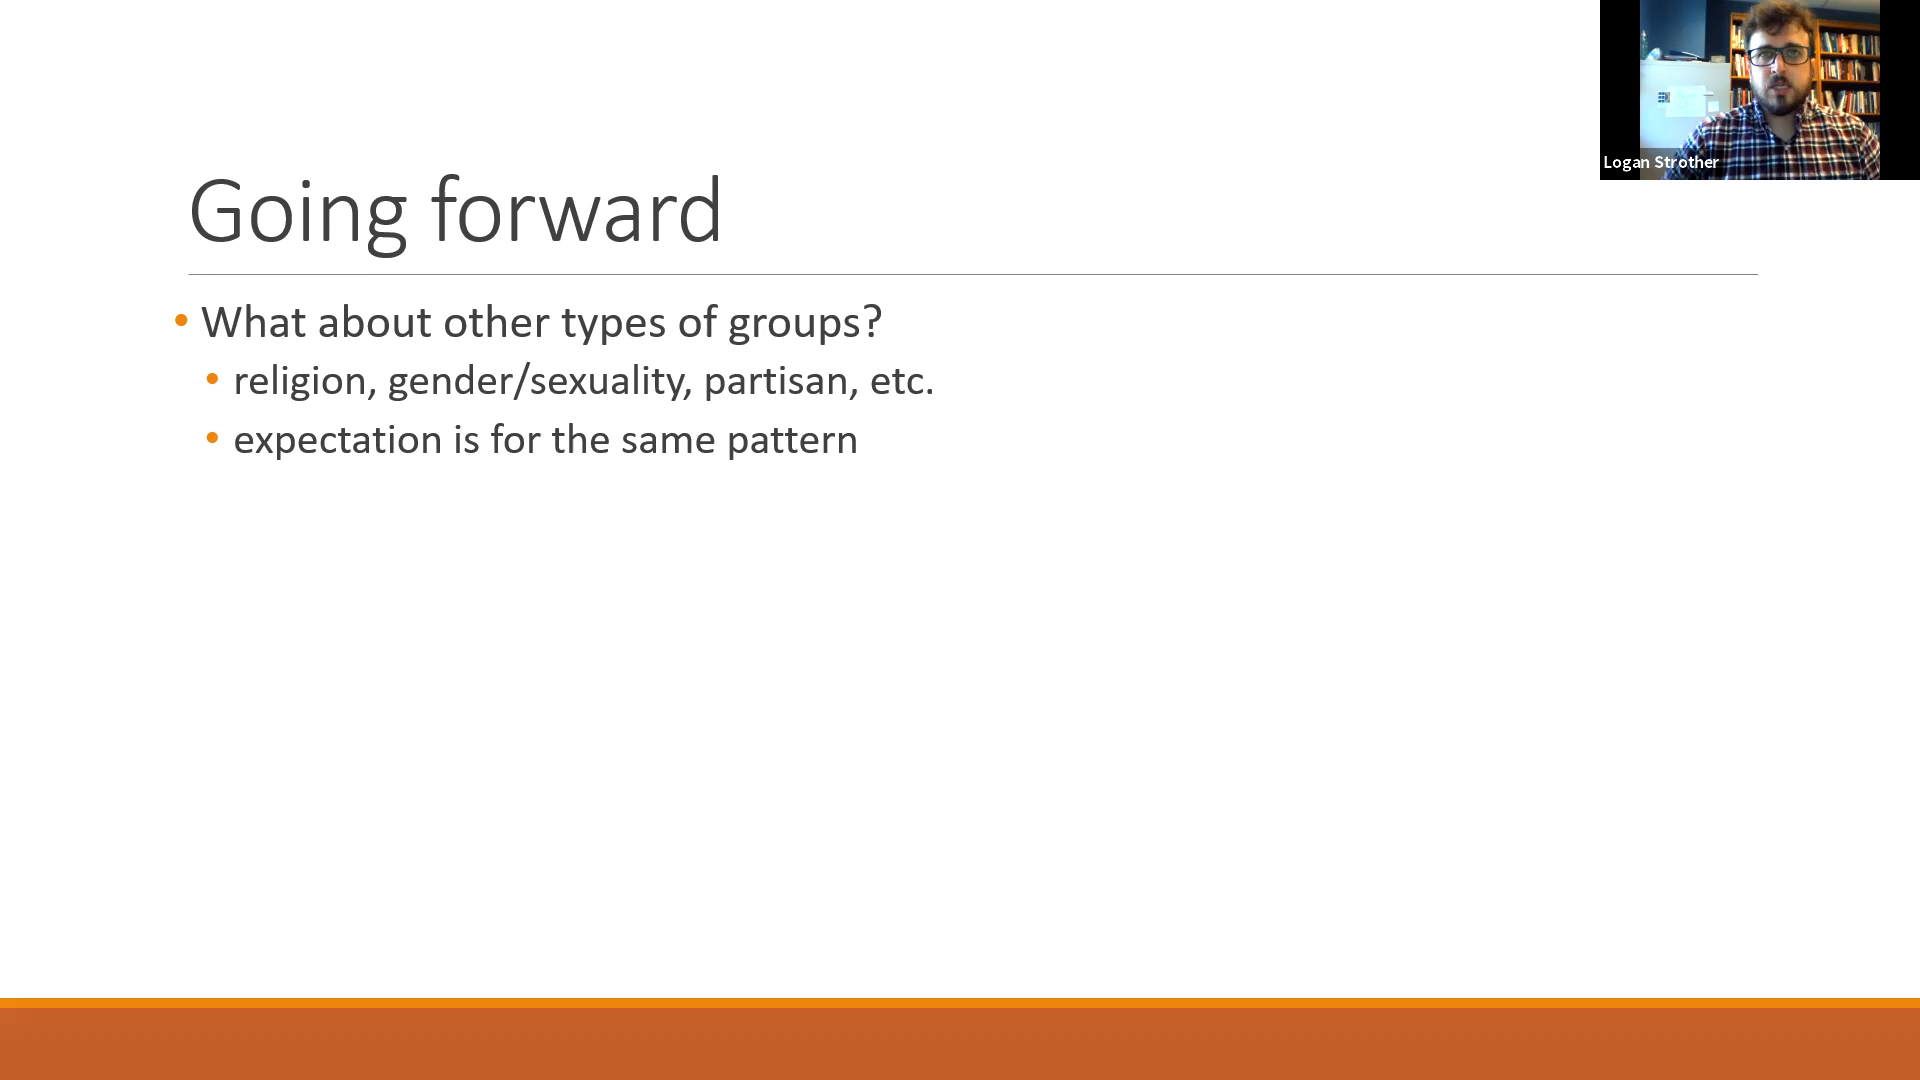 Logan Strother
Going forward
• What about other types of groups?
• religion, gender/sexuality, partisan, etc.
• expectation is for the same pattern